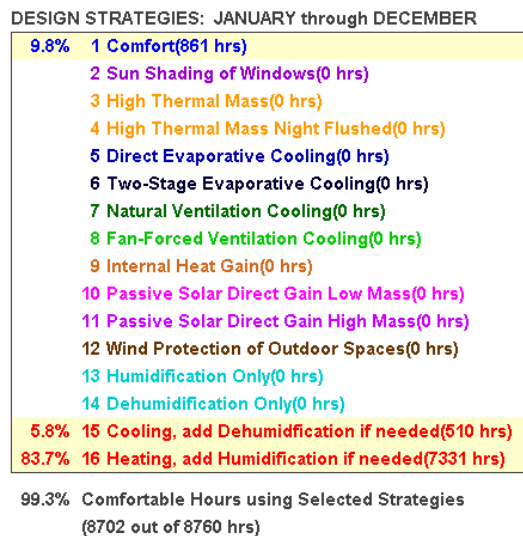 DESIGN STRATEGIES: JANUARY through DECEMBER
9.8% 1 Comfort(861 hrs)
2 Sun Shading of Windows(0 hrs)
3 High Thermal Mass(0 hrs)
4 High Thermal Mass Night Flushed(0 hrs)
5 Direct Evaporative Cooling(0 hrs)
6 Two-Stage Evaporative Cooling(0 hrs)
7 Natural Ventilation Cooling(0 hrs)
8 Fan-Forced Ventilation Cooling(0 hrs)
9 Internal Heat Gain(0 hrs)
10 Passive Solar Direct Gain Low Mass(0 hrs)
11 Passive Solar Direct Gain High Mass(0 hrs)
12 Wind Protection of Outdoor Spaces(0 hrs)
13 Humidification Only(0 hrs)
14 Dehumidification Only(0 hrs)
5.8% 15 Cooling, add Dehumidfication if needed(510 hrs)
83.7% 16 Heating, add Humidification if needed(7331 hrs)
99.3% Comfortable Hours using Selected Strategies
(8702 out of 8760 hrs)